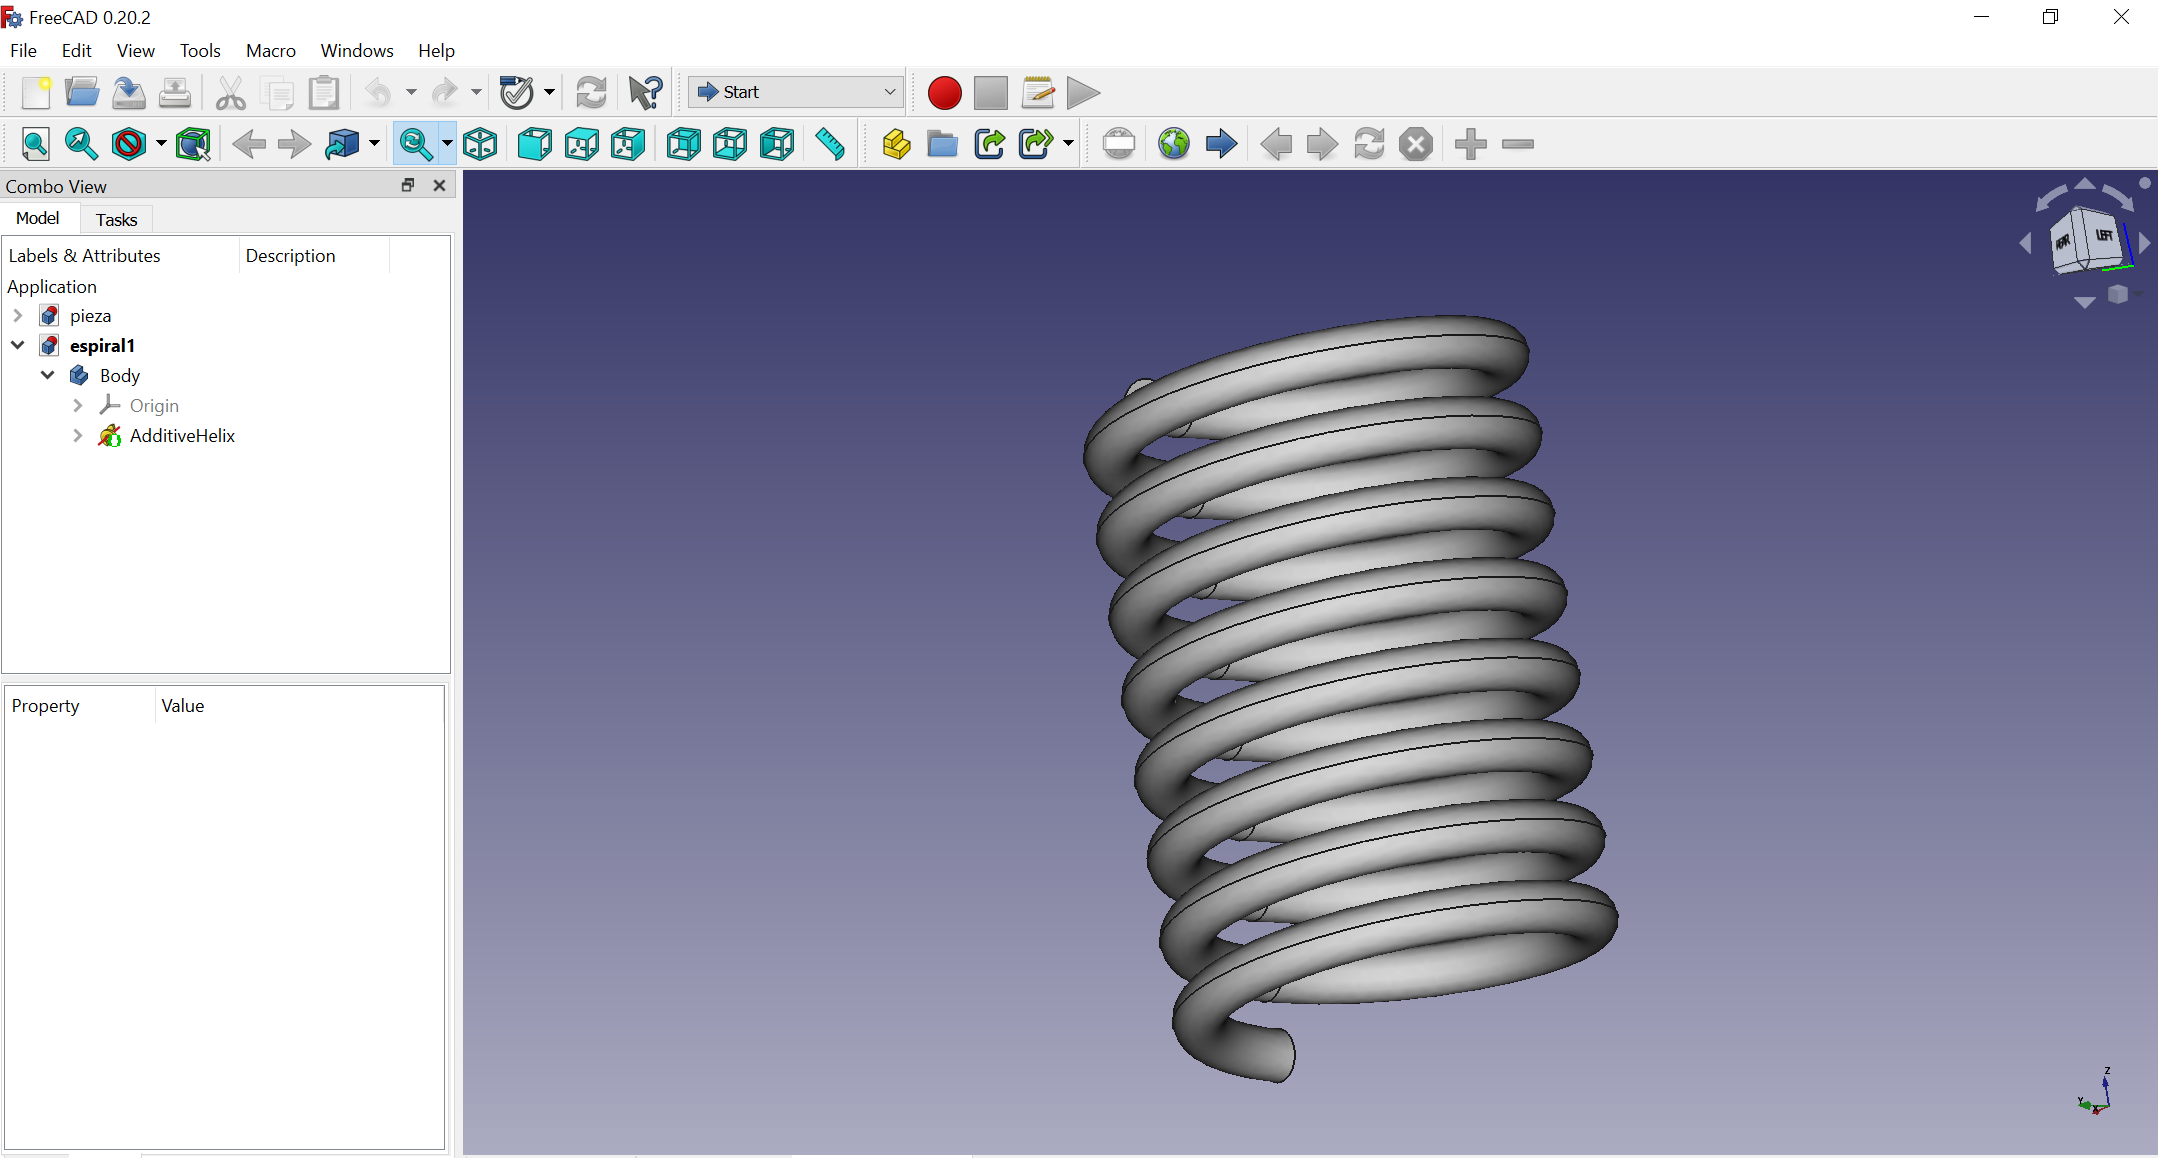 FreeCAD 0.20.2
File Edit View Tools Macro Windows Help
Start
Combo View
Model Tasks
Labels & Attributes Description
Application
pieza
espiral1
Body
Origin
AdditiveHelix
Property Value
REAR LEFT
Z
Y X